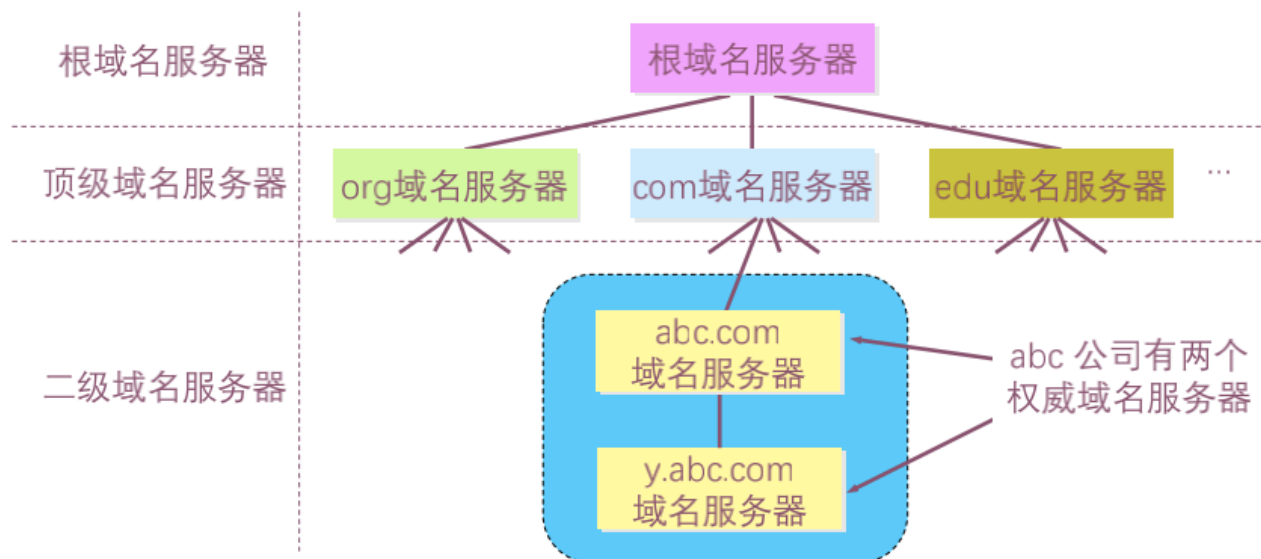 根域名服务器
根域名服务器
顶级域名服务器
org域名服务器
com域名服务器
edu域名服务器
...
二级域名服务器
abc.com
域名服务器
abc 公司有两个
权威域名服务器
y.abc.com
域名服务器